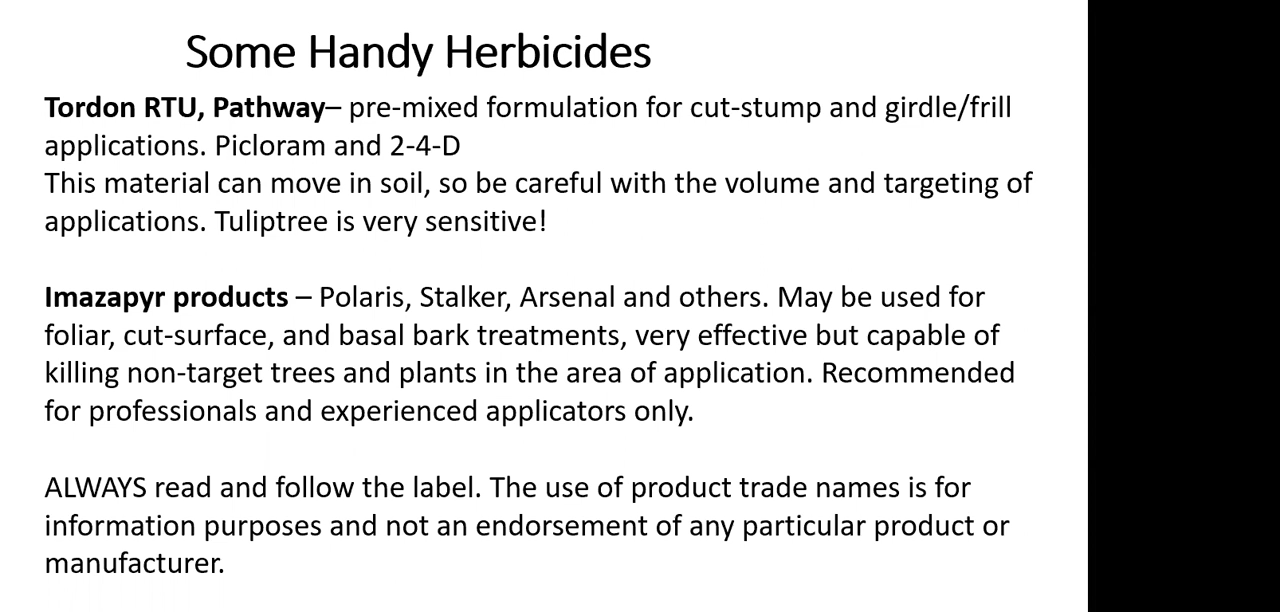 Some Handy Herbicides
Tordon RTU, Pathway– pre-mixed formulation for cut-stump and girdle/frill
applications. Picloram and 2-4-D
This material can move in soil, so be careful with the volume and targeting of
applications. Tuliptree is very sensitive!
Imazapyr products – Polaris, Stalker, Arsenal and others. May be used for
foliar, cut-surface, and basal bark treatments, very effective but capable of
killing non-target trees and plants in the area of application. Recommended
for professionals and experienced applicators only.
ALWAYS read and follow the label. The use of product trade names is for
information purposes and not an endorsement of any particular product or
manufacturer.